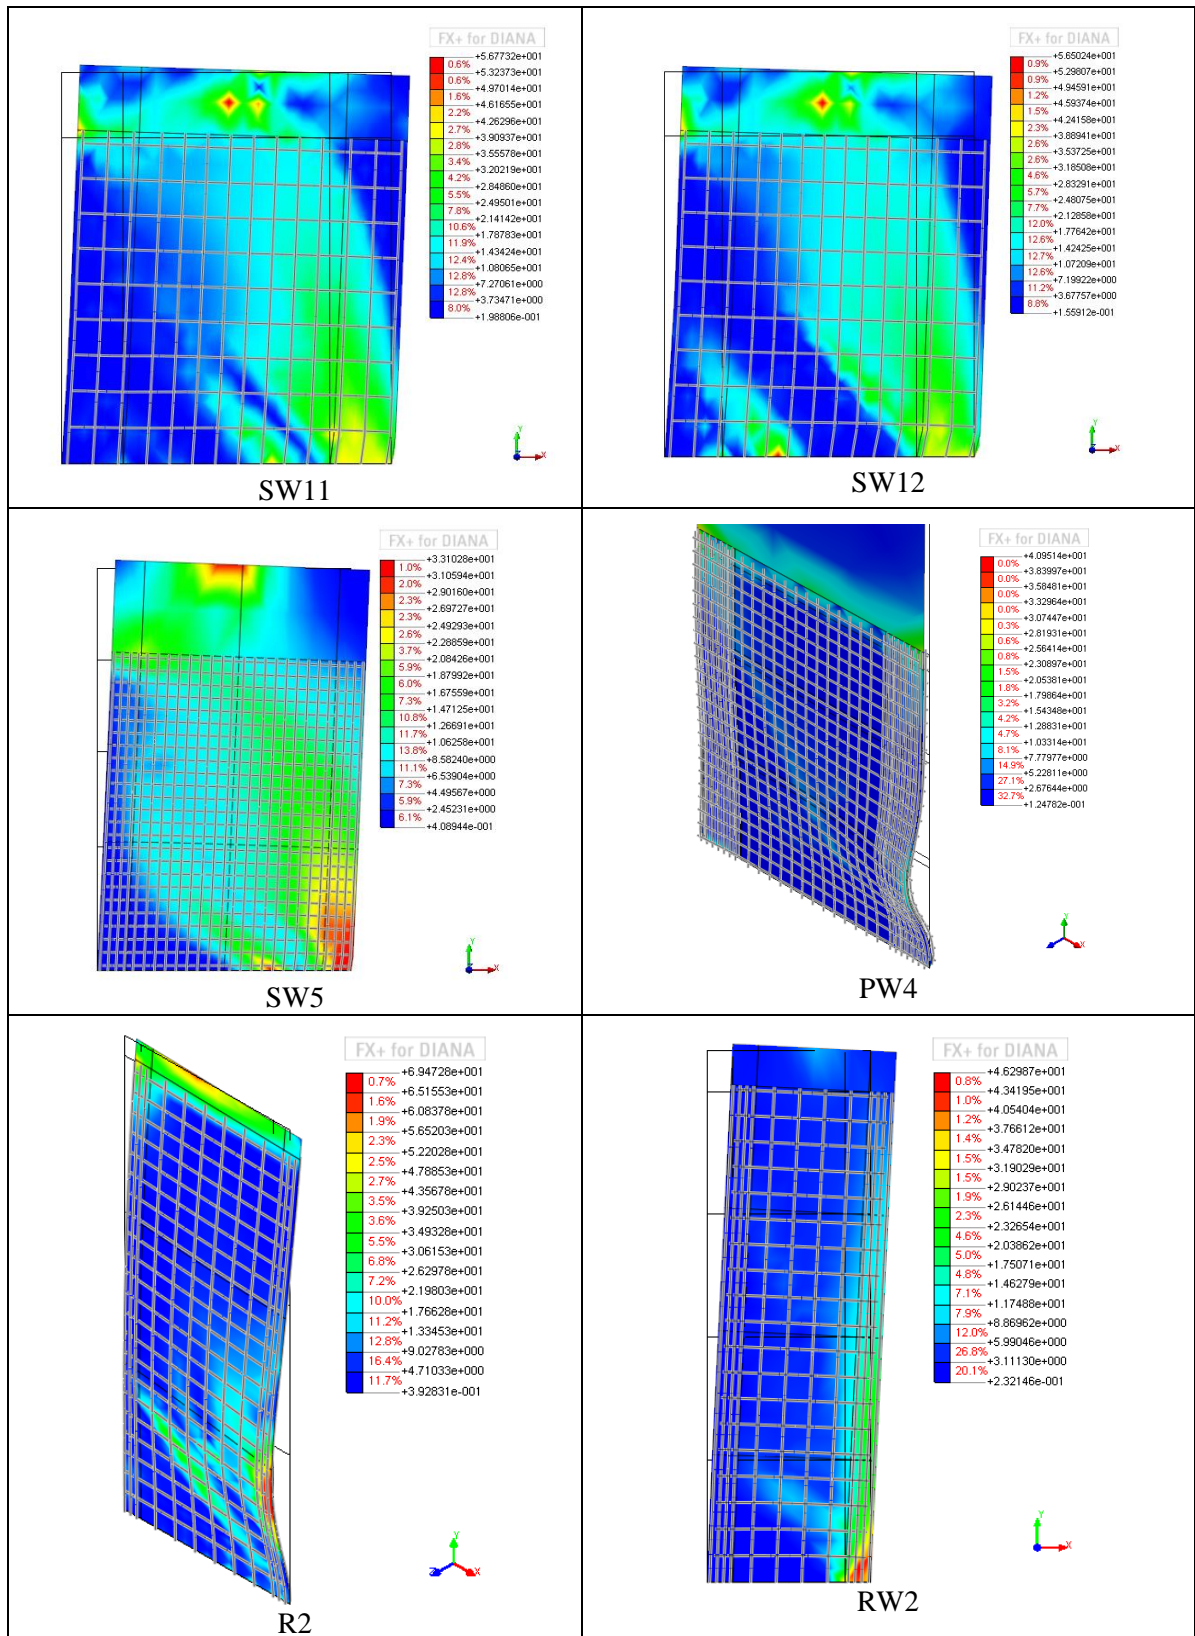 FX+ for DIANA
+5.67732e+001
0.6%
+5.32373e+001
0.6%
+4.97014e+001
1.6%
+4.61655e+001
2.2%
+4.26296e+001
2.7%
+3.90937e+001
2.8%
+3.55578e+001
3.4%
+3.20219e+001
4.2%
+2.84860e+001
5.5%
+2.49501e+001
7.8%
+2.14142e+001
10.6%
+1.78783e+001
11.9%
+1.43424e+001
12.4%
+1.08065e+001
12.8%
+7.27061e+000
12.8%
+3.73471e+000
8.0%
+1.98806e-001
Y
X
SW11
FX+ for DIANA
+5.65024e+001
0.9%
+5.29807e+001
0.9%
+4.94591e+001
1.2%
+4.59374e+001
1.5%
+4.24158e+001
2.3%
+3.88941e+001
2.6%
+3.53725e+001
2.6%
+3.18508e+001
4.6%
+2.83291e+001
5.7%
+2.48075e+001
7.7%
+2.12858e+001
12.0%
+1.77642e+001
12.6%
+1.42425e+001
12.7%
+1.07209e+001
12.6%
+7.19922e+000
11.2%
+3.67757e+000
8.8%
+1.55912e-001
Y
X
SW12
FX+ for DIANA
+3.31028e+001
1.0%
+3.10594e+001
2.0%
+2.90160e+001
2.3%
+2.69727e+001
2.3%
+2.49293e+001
2.6%
+2.28859e+001
3.7%
+2.08426e+001
5.9%
+1.87992e+001
6.0%
+1.67559e+001
7.3%
+1.47125e+001
10.8%
+1.26691e+001
11.7%
+1.06258e+001
13.8%
+8.58240e+000
11.1%
+6.53904e+000
7.3%
+4.49567e+000
5.9%
+2.45231e+000
6.1%
+4.08944e-001
Y
X
SW5
FX+ for DIANA
+4.09514e+001
0.0%
+3.83997e+001
0.0%
+3.58481e+001
0.0%
+3.32964e+001
0.0%
+3.07447e+001
0.3%
+2.81931e+001
0.6%
+2.56414e+001
0.8%
+2.30897e+001
1.5%
+2.05381e+001
1.8%
+1.79864e+001
3.2%
+1.54348e+001
4.2%
+1.28831e+001
4.7%
+1.03314e+001
8.1%
+7.77977e+000
14.9%
+5.22811e+000
27.1%
+2.67644e+000
32.7%
+1.24782e-001
Y
X
PW4
FX+ for DIANA
+6.94728e+001
0.7%
+6.51553e+001
1.6%
+6.08378e+001
1.9%
+5.65203e+001
2.3%
+5.22028e+001
2.5%
+4.78853e+001
2.7%
+4.35678e+001
3.5%
+3.92503e+001
3.6%
+3.49328e+001
5.5%
+3.06153e+001
6.8%
+2.62978e+001
7.2%
+2.19803e+001
10.0%
+1.76628e+001
11.2%
+1.33453e+001
12.8%
+9.02783e+000
16.4%
+4.71033e+000
11.7%
+3.92831e-001
Y
Z X
R2
FX+ for DIANA
+4.62987e+001
0.8%
+4.34195e+001
1.0%
+4.05404e+001
1.2%
+3.76612e+001
1.4%
+3.47820e+001
1.5%
+3.19029e+001
1.5%
+2.90237e+001
1.9%
+2.61446e+001
2.3%
+2.32654e+001
4.6%
+2.03862e+001
5.0%
+1.75071e+001
4.8%
+1.46279e+001
7.1%
+1.17488e+001
7.9%
+8.86962e+000
12.0%
+5.99046e+000
26.8%
+3.11130e+000
20.1%
+2.32146e-001
Y
X
RW2